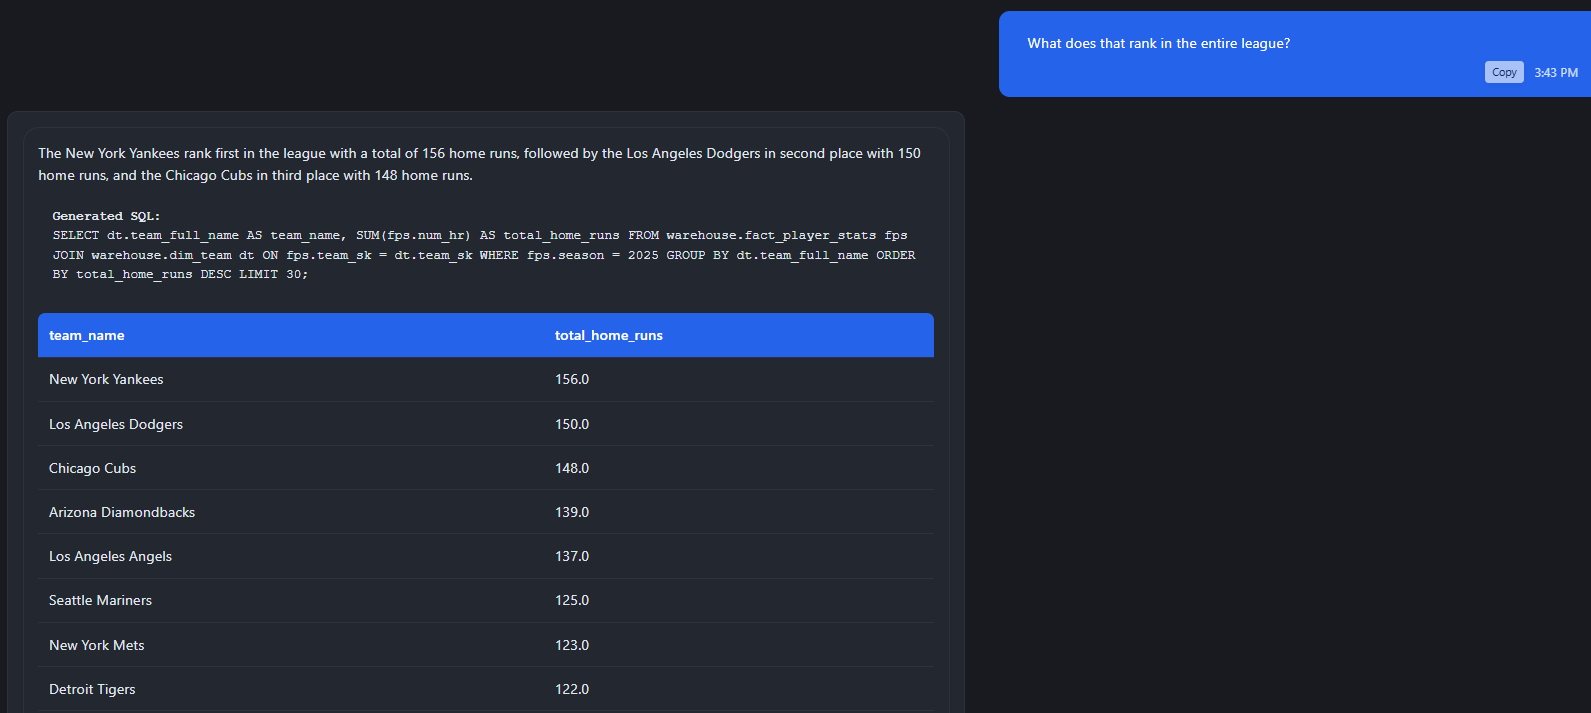 What does that rank in the entire league?
Copy 3:43 PM
The New York Yankees rank first in the league with a total of 156 home runs, followed by the Los Angeles Dodgers in second place with 150
home runs, and the Chicago Cubs in third place with 148 home runs.
Generated SQL:
SELECT dt.team_full_name AS team_name, SUM(fps.num_hr) AS total_home_runs FROM warehouse.fact_player_stats fps
JOIN warehouse.dim_team dt ON fps.team_sk = dt.team_sk WHERE fps.season = 2025 GROUP BY dt.team_full_name ORDER
BY total_home_runs DESC LIMIT 30;
team_name total_home_runs
New York Yankees 156.0
Los Angeles Dodgers 150.0
Chicago Cubs 148.0
Arizona Diamondbacks 139.0
Los Angeles Angels 137.0
Seattle Mariners 125.0
New York Mets 123.0
Detroit Tigers 122.0